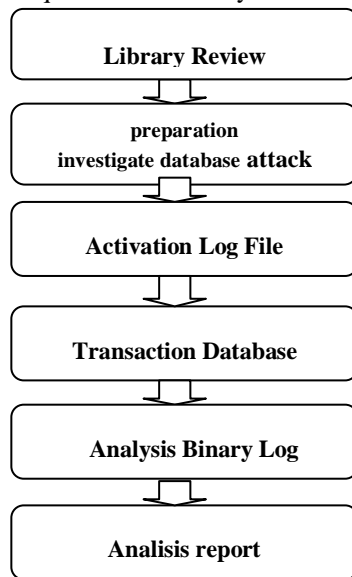 Library Review
preparation
investigate database attack
Activation Log File
Transaction Database
Analysis Binary Log
Analisis report